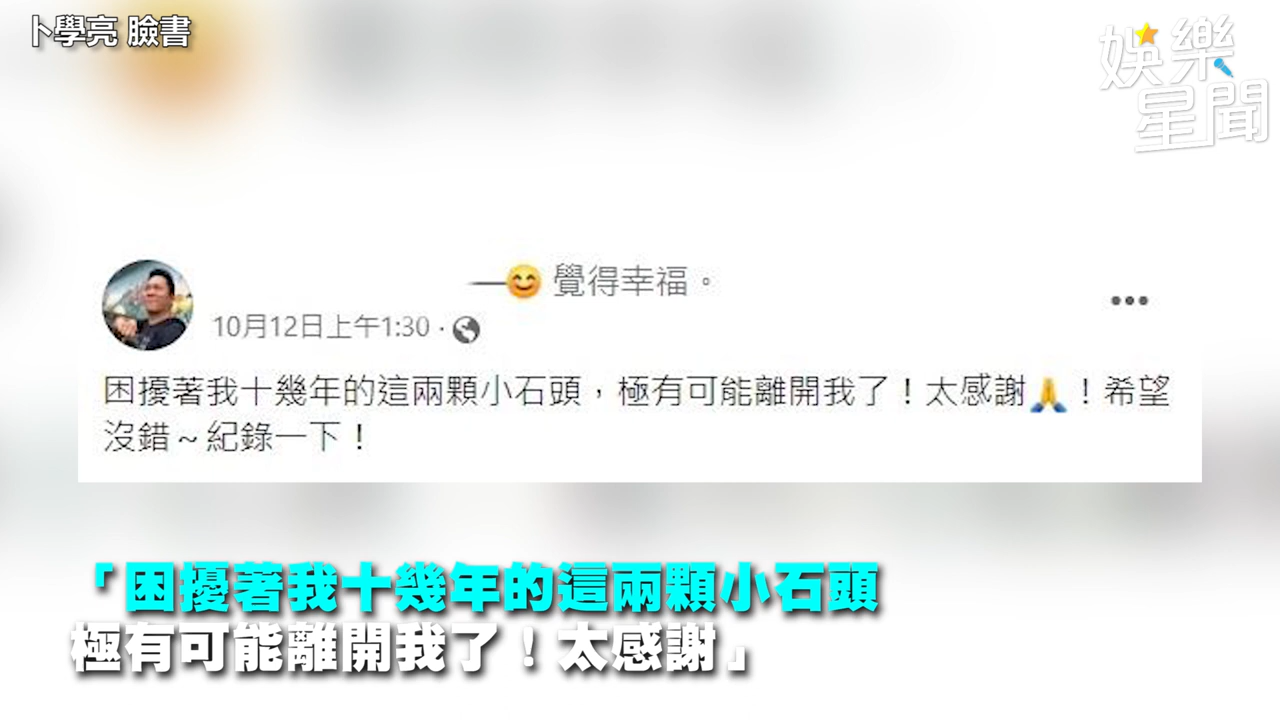 卜學亮 臉書
娛樂
星聞
—😊 覺得幸福。
10月12日上午1:30 ·
困擾著我十幾年的這兩顆小石頭，極有可能離開我了！太感謝🙏！希望
沒錯～紀錄一下！
「困擾著我十幾年的這兩顆小石頭
極有可能離開我了！太感謝」